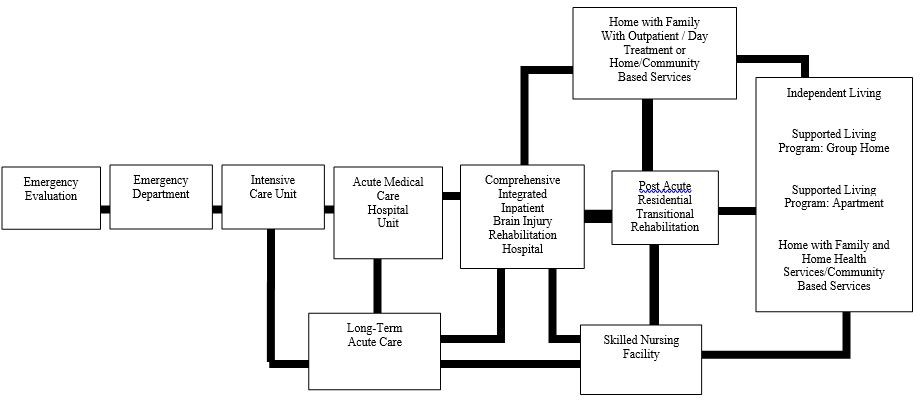 Home with Family
With Outpatient / Day
Treatment or
Home/Community
Based Services
Independent Living
Supported Living
Program: Group Home
Supported Living
Program: Apartment
Home with Family and
Home Health
Services/Community
Based Services
Emergency
Evaluation
Emergency
Department
Intensive
Care Unit
Acute Medical
Care
Hospital
Unit
Comprehensive
Integrated
Inpatient
Brain Injury
Rehabilitation
Hospital
Post Acute
Residential
Transitional
Rehabilitation
Long-Term
Acute Care
Skilled Nursing
Facility